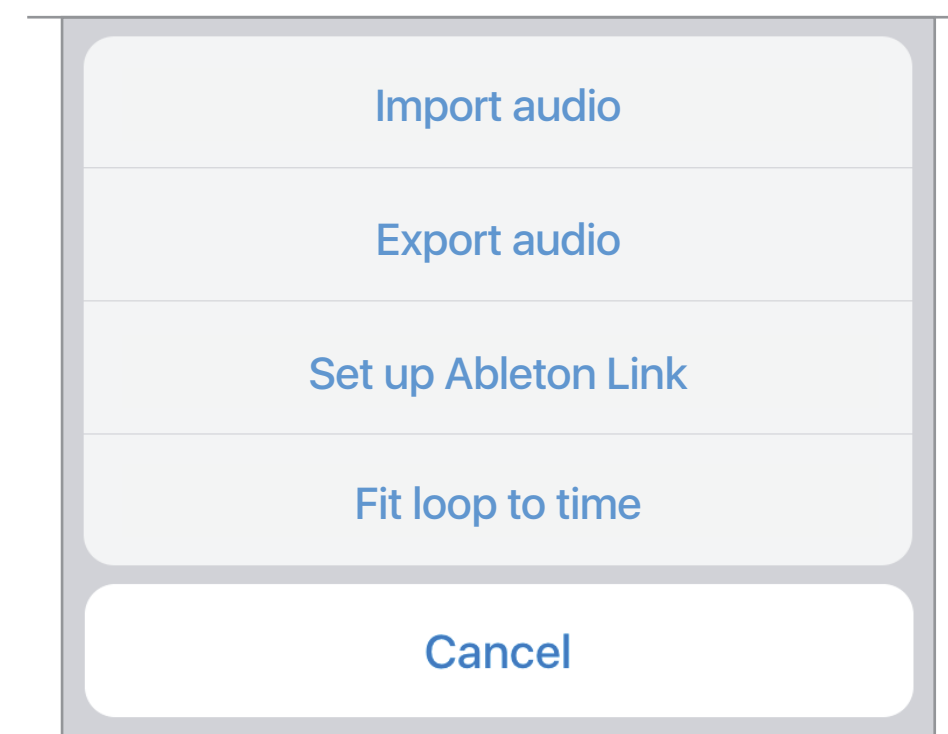 Import audio
Export audio
Set up Ableton Link
Fit loop to time
Cancel